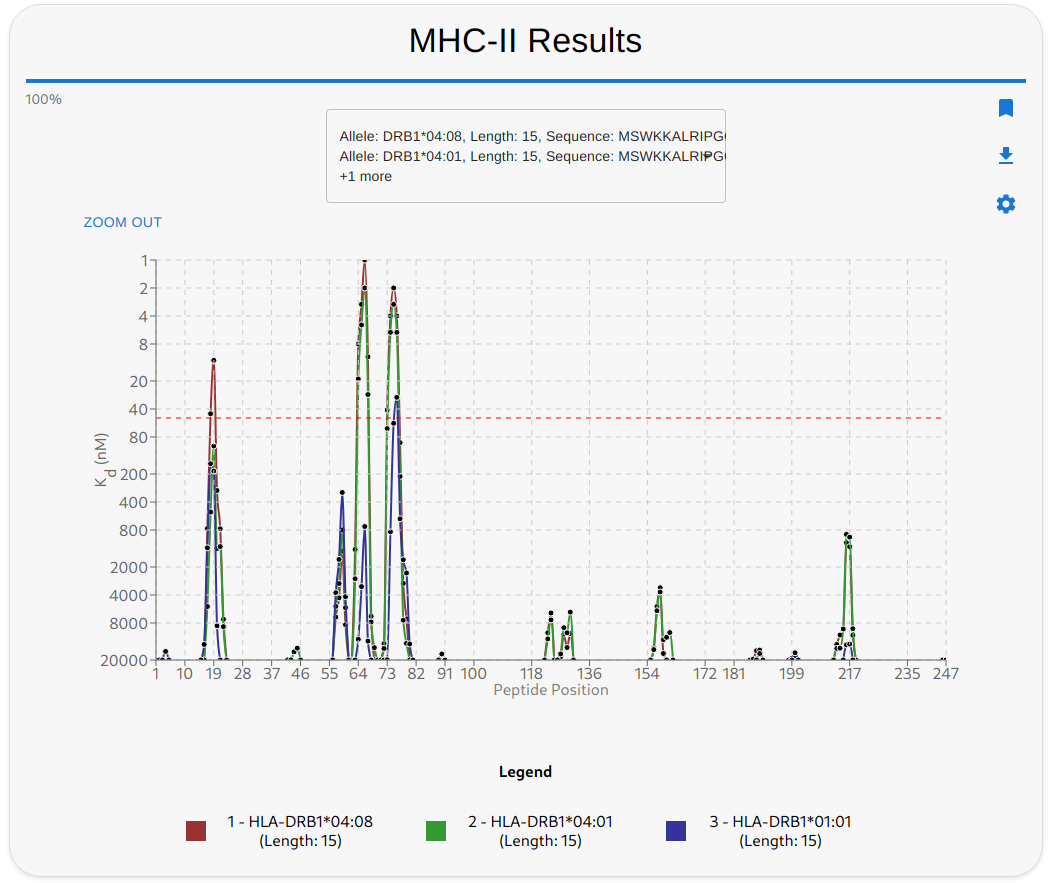 MHC-II Results
100%
Allele: DRB1*04:08, Length: 15, Sequence: MSWKKALRIPG
Allele: DRB1*04:01, Length: 15, Sequence: MSWKKALRIPG
+1 more
ZOOM OUT
1
2
4
8
20
40
80
200
400
800
2000
4000
8000
20000
K d (nM)
1 10 19 28 37 46 55 64 73 82 91 100 118 136 154 172 181 199 217 235 247
Peptide Position
Legend
1 - HLA-DRB1*04:08 2 - HLA-DRB1*04:01 3 - HLA-DRB1*01:01
(Length: 15) (Length: 15) (Length: 15)